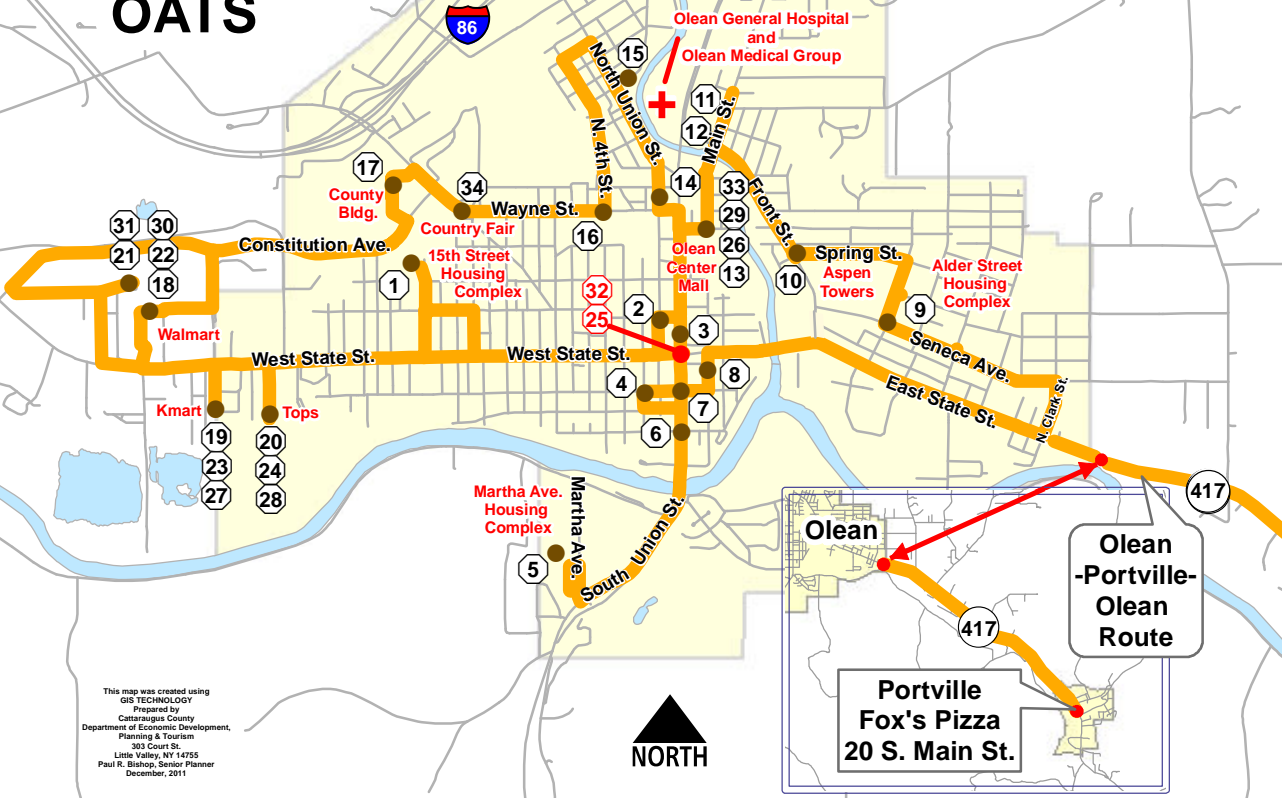 OATS
86
Olean General Hospital
and
Olean Medical Group
15
North Union St.
11
12
Main St.
N. 4th St.
17
County
Bldg.
34
Wayne St.
Country Fair
16
14
33
29
26
13
Front St.
Olean
Center
Mall
31
30
21
22
18
Constitution Ave.
15th Street
Housing
Complex
1
10
Spring St.
Aspen
Towers
Alder Street
Housing
Complex
9
32
25
2
3
Walmart
West State St.
West State St.
Seneca Ave.
4
8
7
6
East State St.
N. Clark St.
Kmart
19
23
27
Tops
20
24
28
Martha Ave.
Housing
Complex
Martha Ave.
5
South Union St.
417
Olean
-Portville-
Olean
Route
Olean
417
Portville
Fox's Pizza
20 S. Main St.
NORTH
This map was created using
GIS TECHNOLOGY
Prepared by
Cattaraugus County
Department of Economic Development,
Planning & Tourism
303 Court St.
Little Valley, NY 14755
Paul R. Bishop, Senior Planner
December, 2011